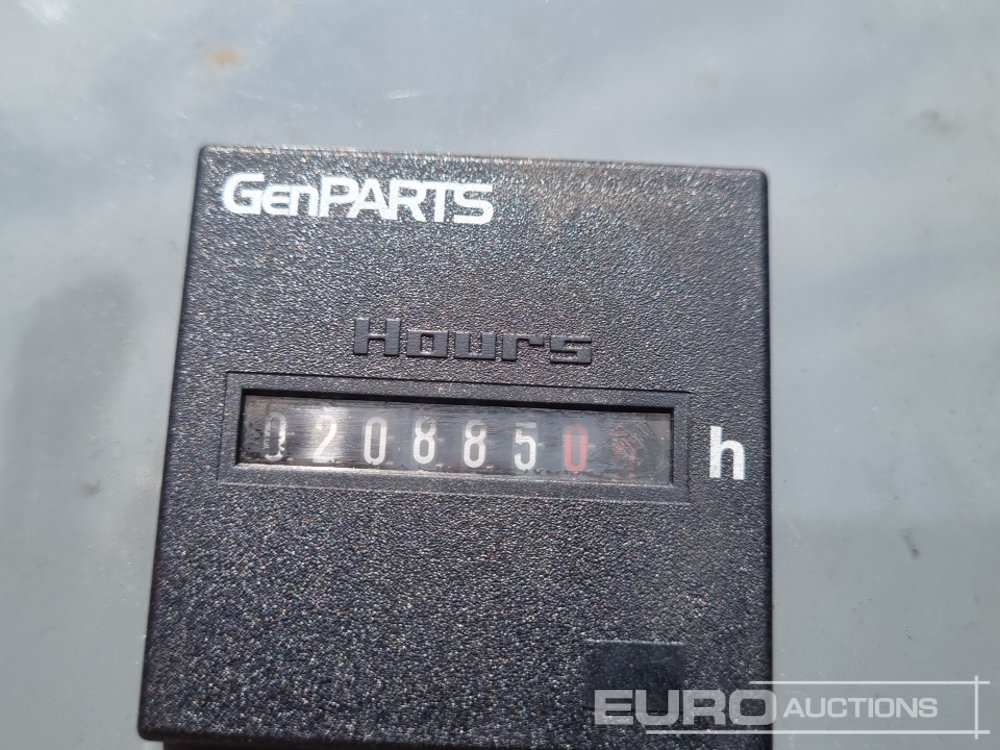 GenPARTS
Hours
0208850
h
EURO AUCTIONS